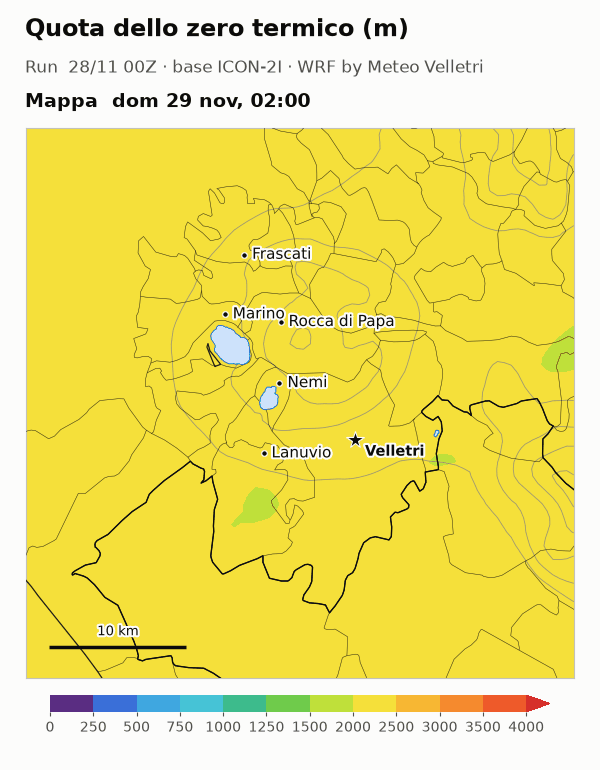 Quota dello zero termico (m)
Run 28/11 00Z · base ICON-2I · WRF by Meteo Velletri
Mappa dom 29 nov, 02:00
Frascati
Marino
Rocca di Papa
Nemi
Velletri
Lanuvio
10 km
0 250 500 750 1000 1250 1500 2000 2500 3000 3500 4000